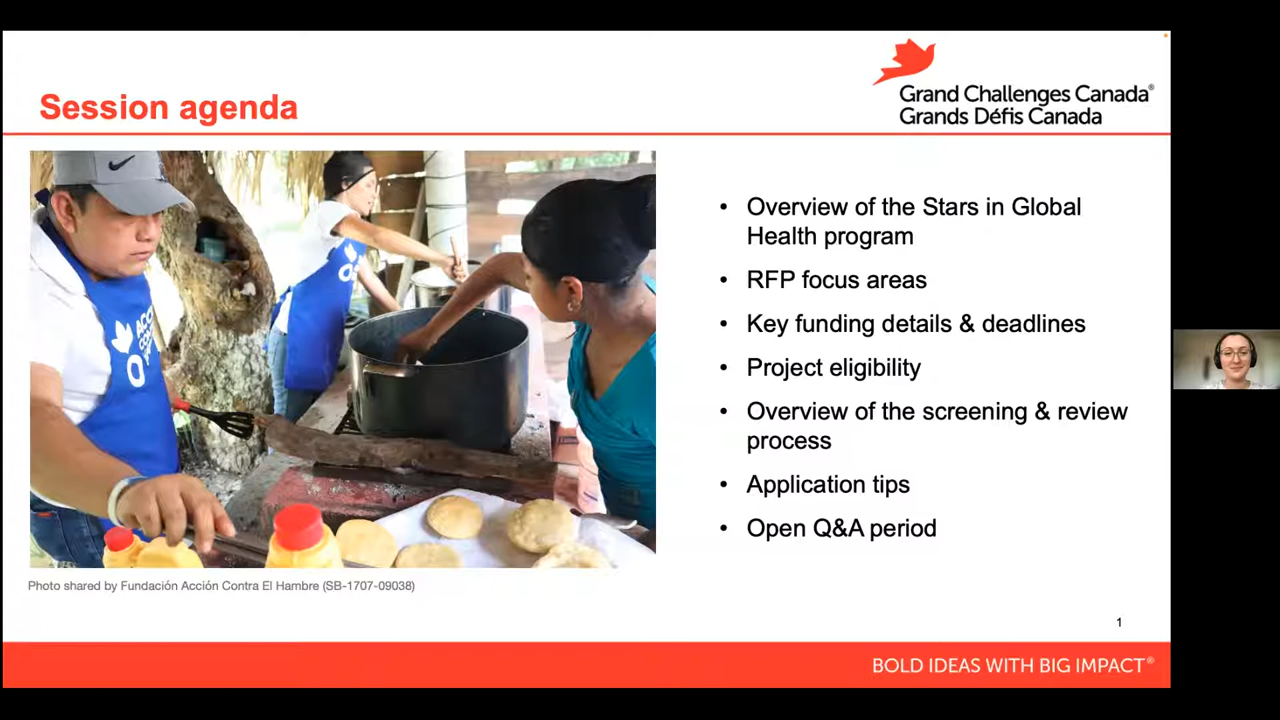 Session agenda
Grand Challenges Canada®
Grands Défis Canada
• Overview of the Stars in Global
Health program
• RFP focus areas
• Key funding details & deadlines
• Project eligibility
• Overview of the screening & review
process
• Application tips
• Open Q&A period
Photo shared by Fundación Acción Contra El Hambre (SB-1707-09038)
1
BOLD IDEAS WITH BIG IMPACT®